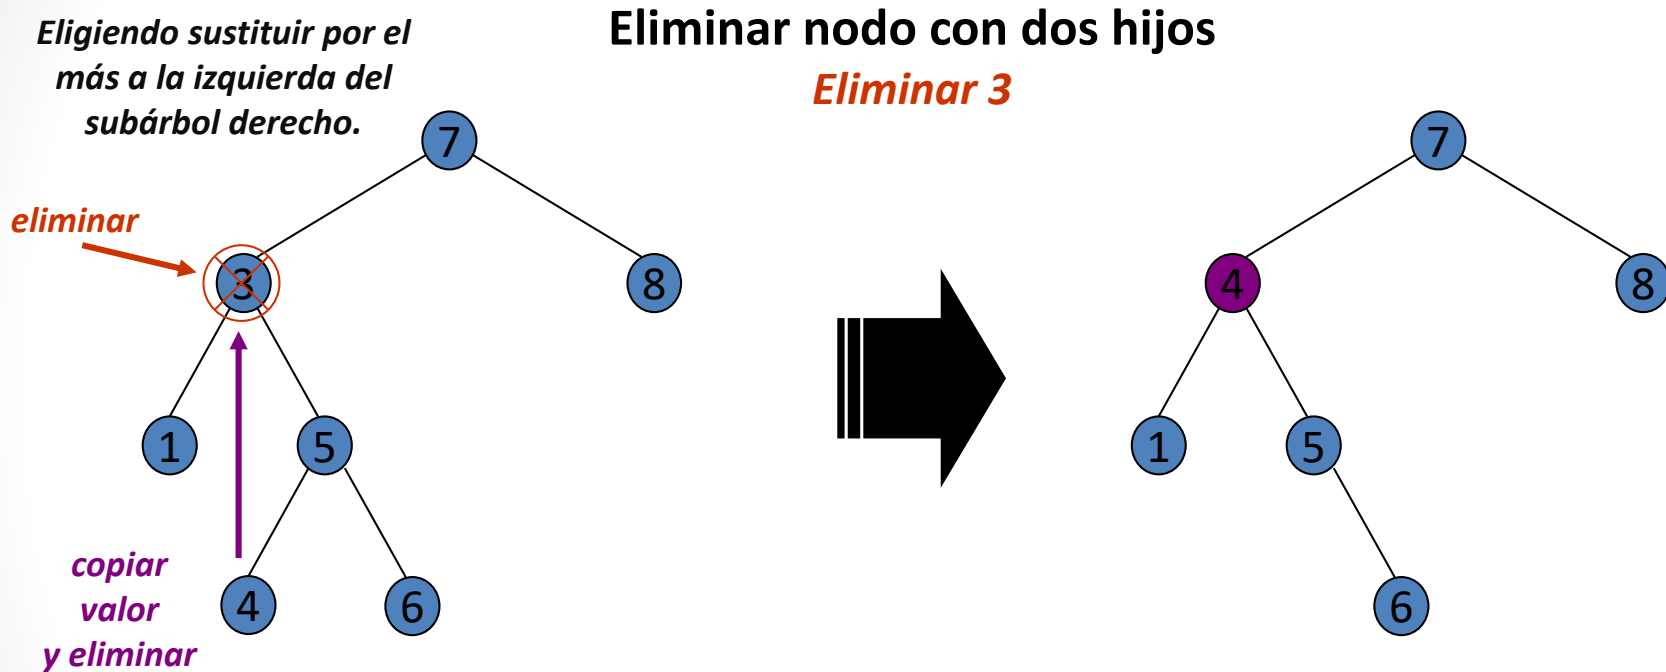 Eliminar nodo con dos hijos
Eliminar 3
Eligiendo sustituir por el
más a la izquierda del
subárbol derecho.
eliminar
7
3
8
1
5
4
6
copiar
valor
y eliminar
7
4
8
1
5
6